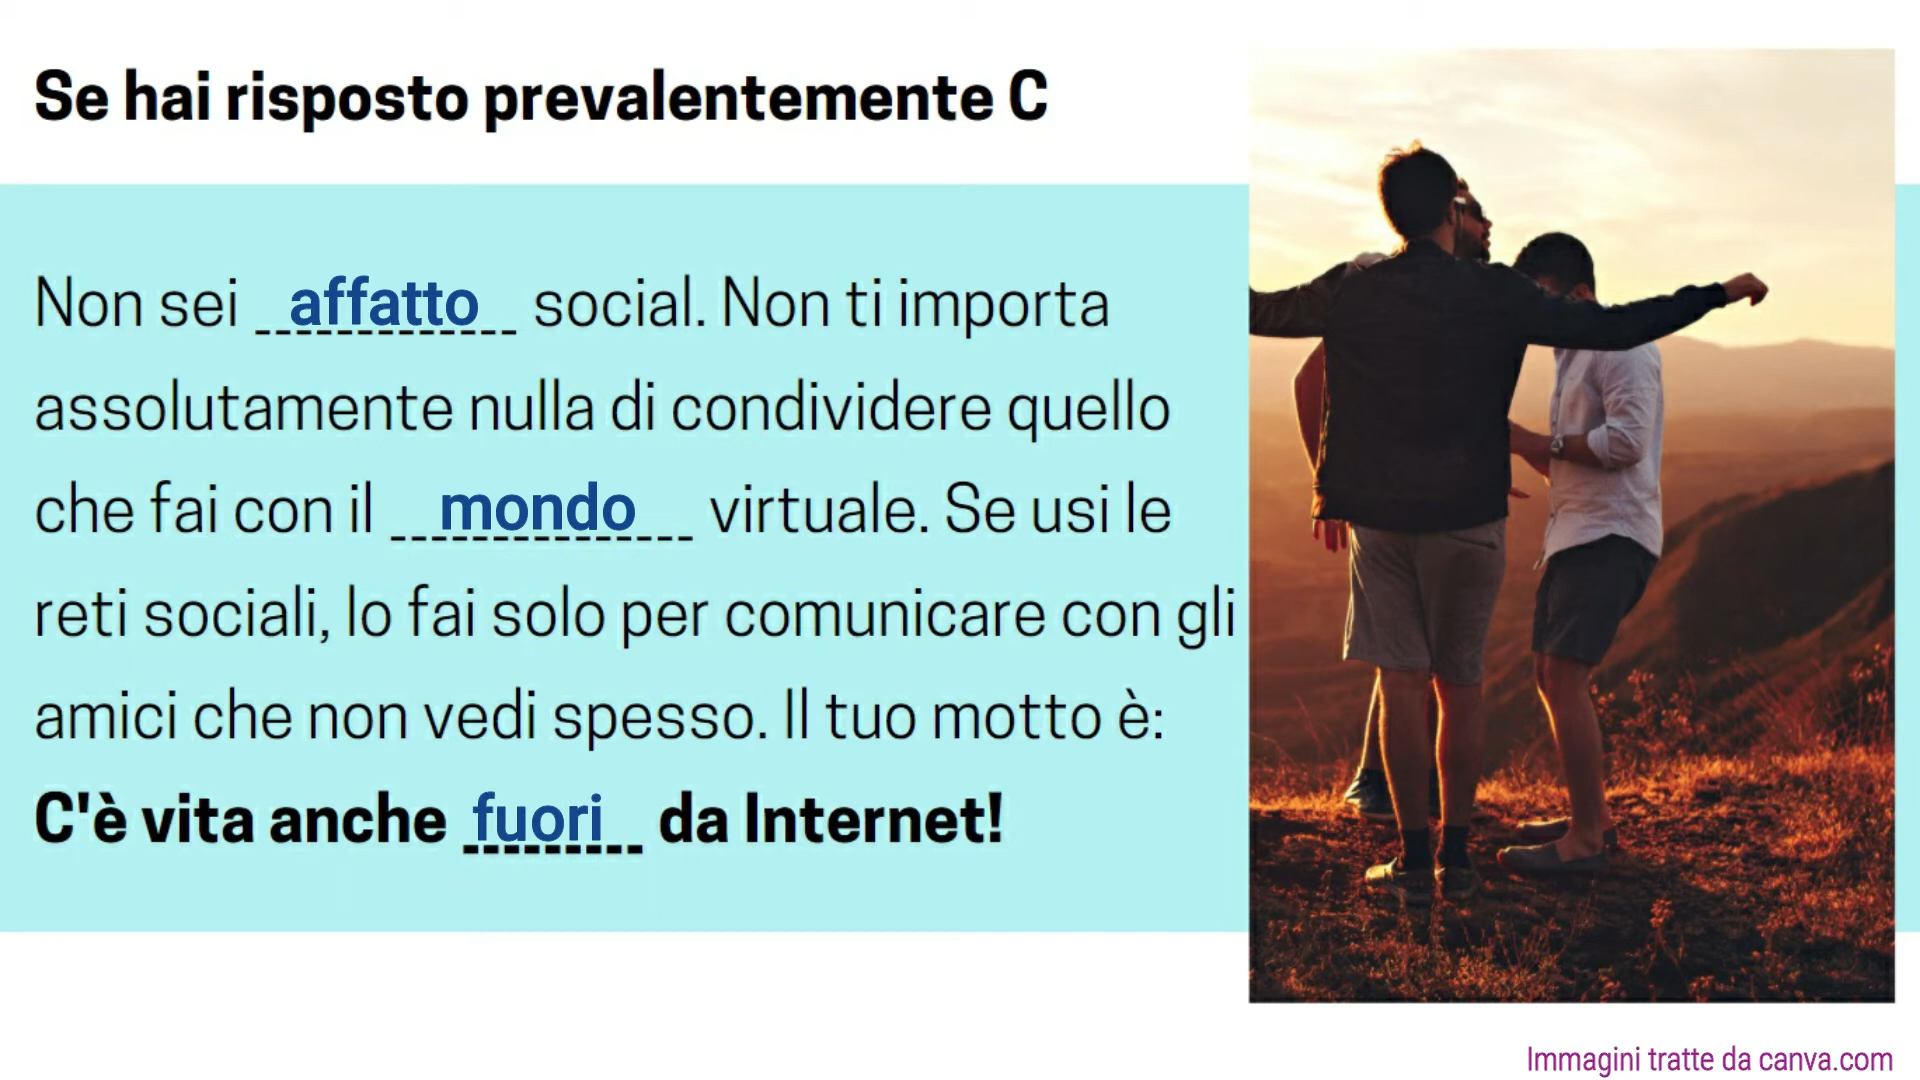 Se hai risposto prevalentemente C
Non sei affatto social. Non ti importa
assolutamente nulla di condividere quello
che fai con il mondo virtuale. Se usi le
reti sociali, lo fai solo per comunicare con gli
amici che non vedi spesso. Il tuo motto è:
C'è vita anche fuori da Internet!
Immagini tratte da canva.com